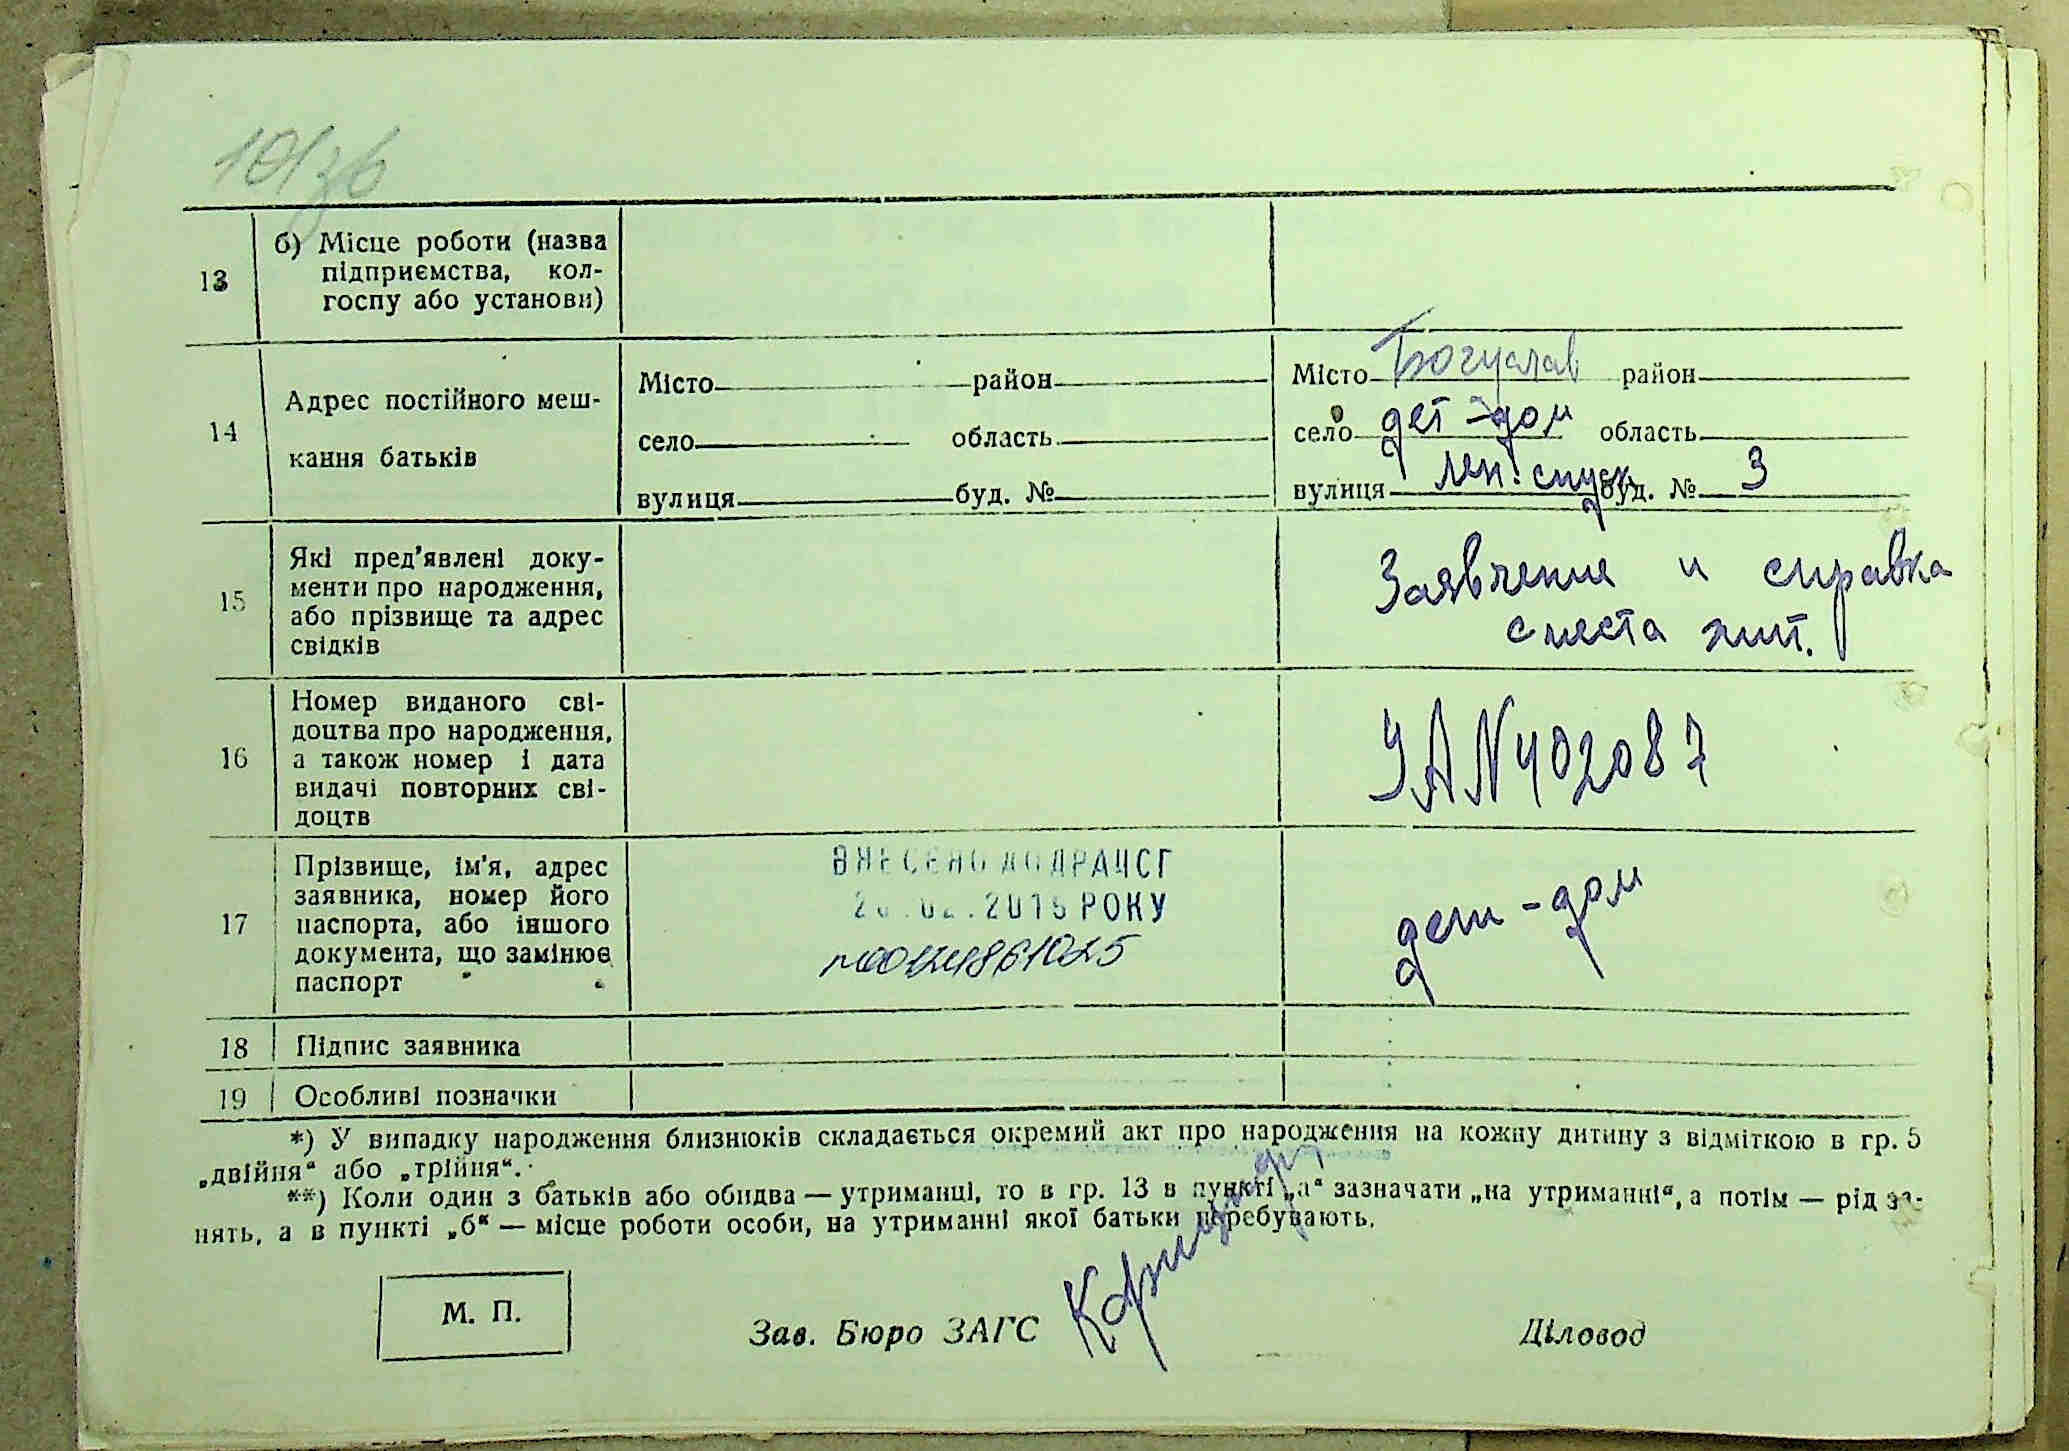 10/зв
13 б) Місце роботи (назва
підприємства, кол-
госпу або установи)
14 Адрес постійного меш-
кання батьків
Місто район
село область
вулиця буд. №
Місто Богуслав район
село дет-дом область
вулиця Лен. спуск буд. № 3
15 Які пред’явлені доку-
менти про народження,
або прізвище та адрес
свідків
Заявление и справка
с места жит.
16 Номер виданого сві-
доцтва про народження,
а також номер і дата
видачі повторних сві-
доцтв
УА № 402087
17 Прізвище, ім’я, адрес
заявника, номер його
паспорта, або іншого
документа, що замінює
паспорт
ВНЕСЕНО ДО ДРАЦСГ
РОКУ
дет-дом
18 Підпис заявника
19 Особливі позначки
*) У випадку народження близнюків складається окремий акт про народження на кожну дитину з відміткою в гр. 5
„двійня“ або „трійня“.
**) Коли один з батьків або обидва — утриманці, то в гр. 13 в пункті „а“ зазначати „на утриманні“, а потім — рід за-
нять, а в пункті „б“ — місце роботи особи, на утриманні якої батьки перебувають.
М. П.
Зав. Бюро ЗАГС
Діловод